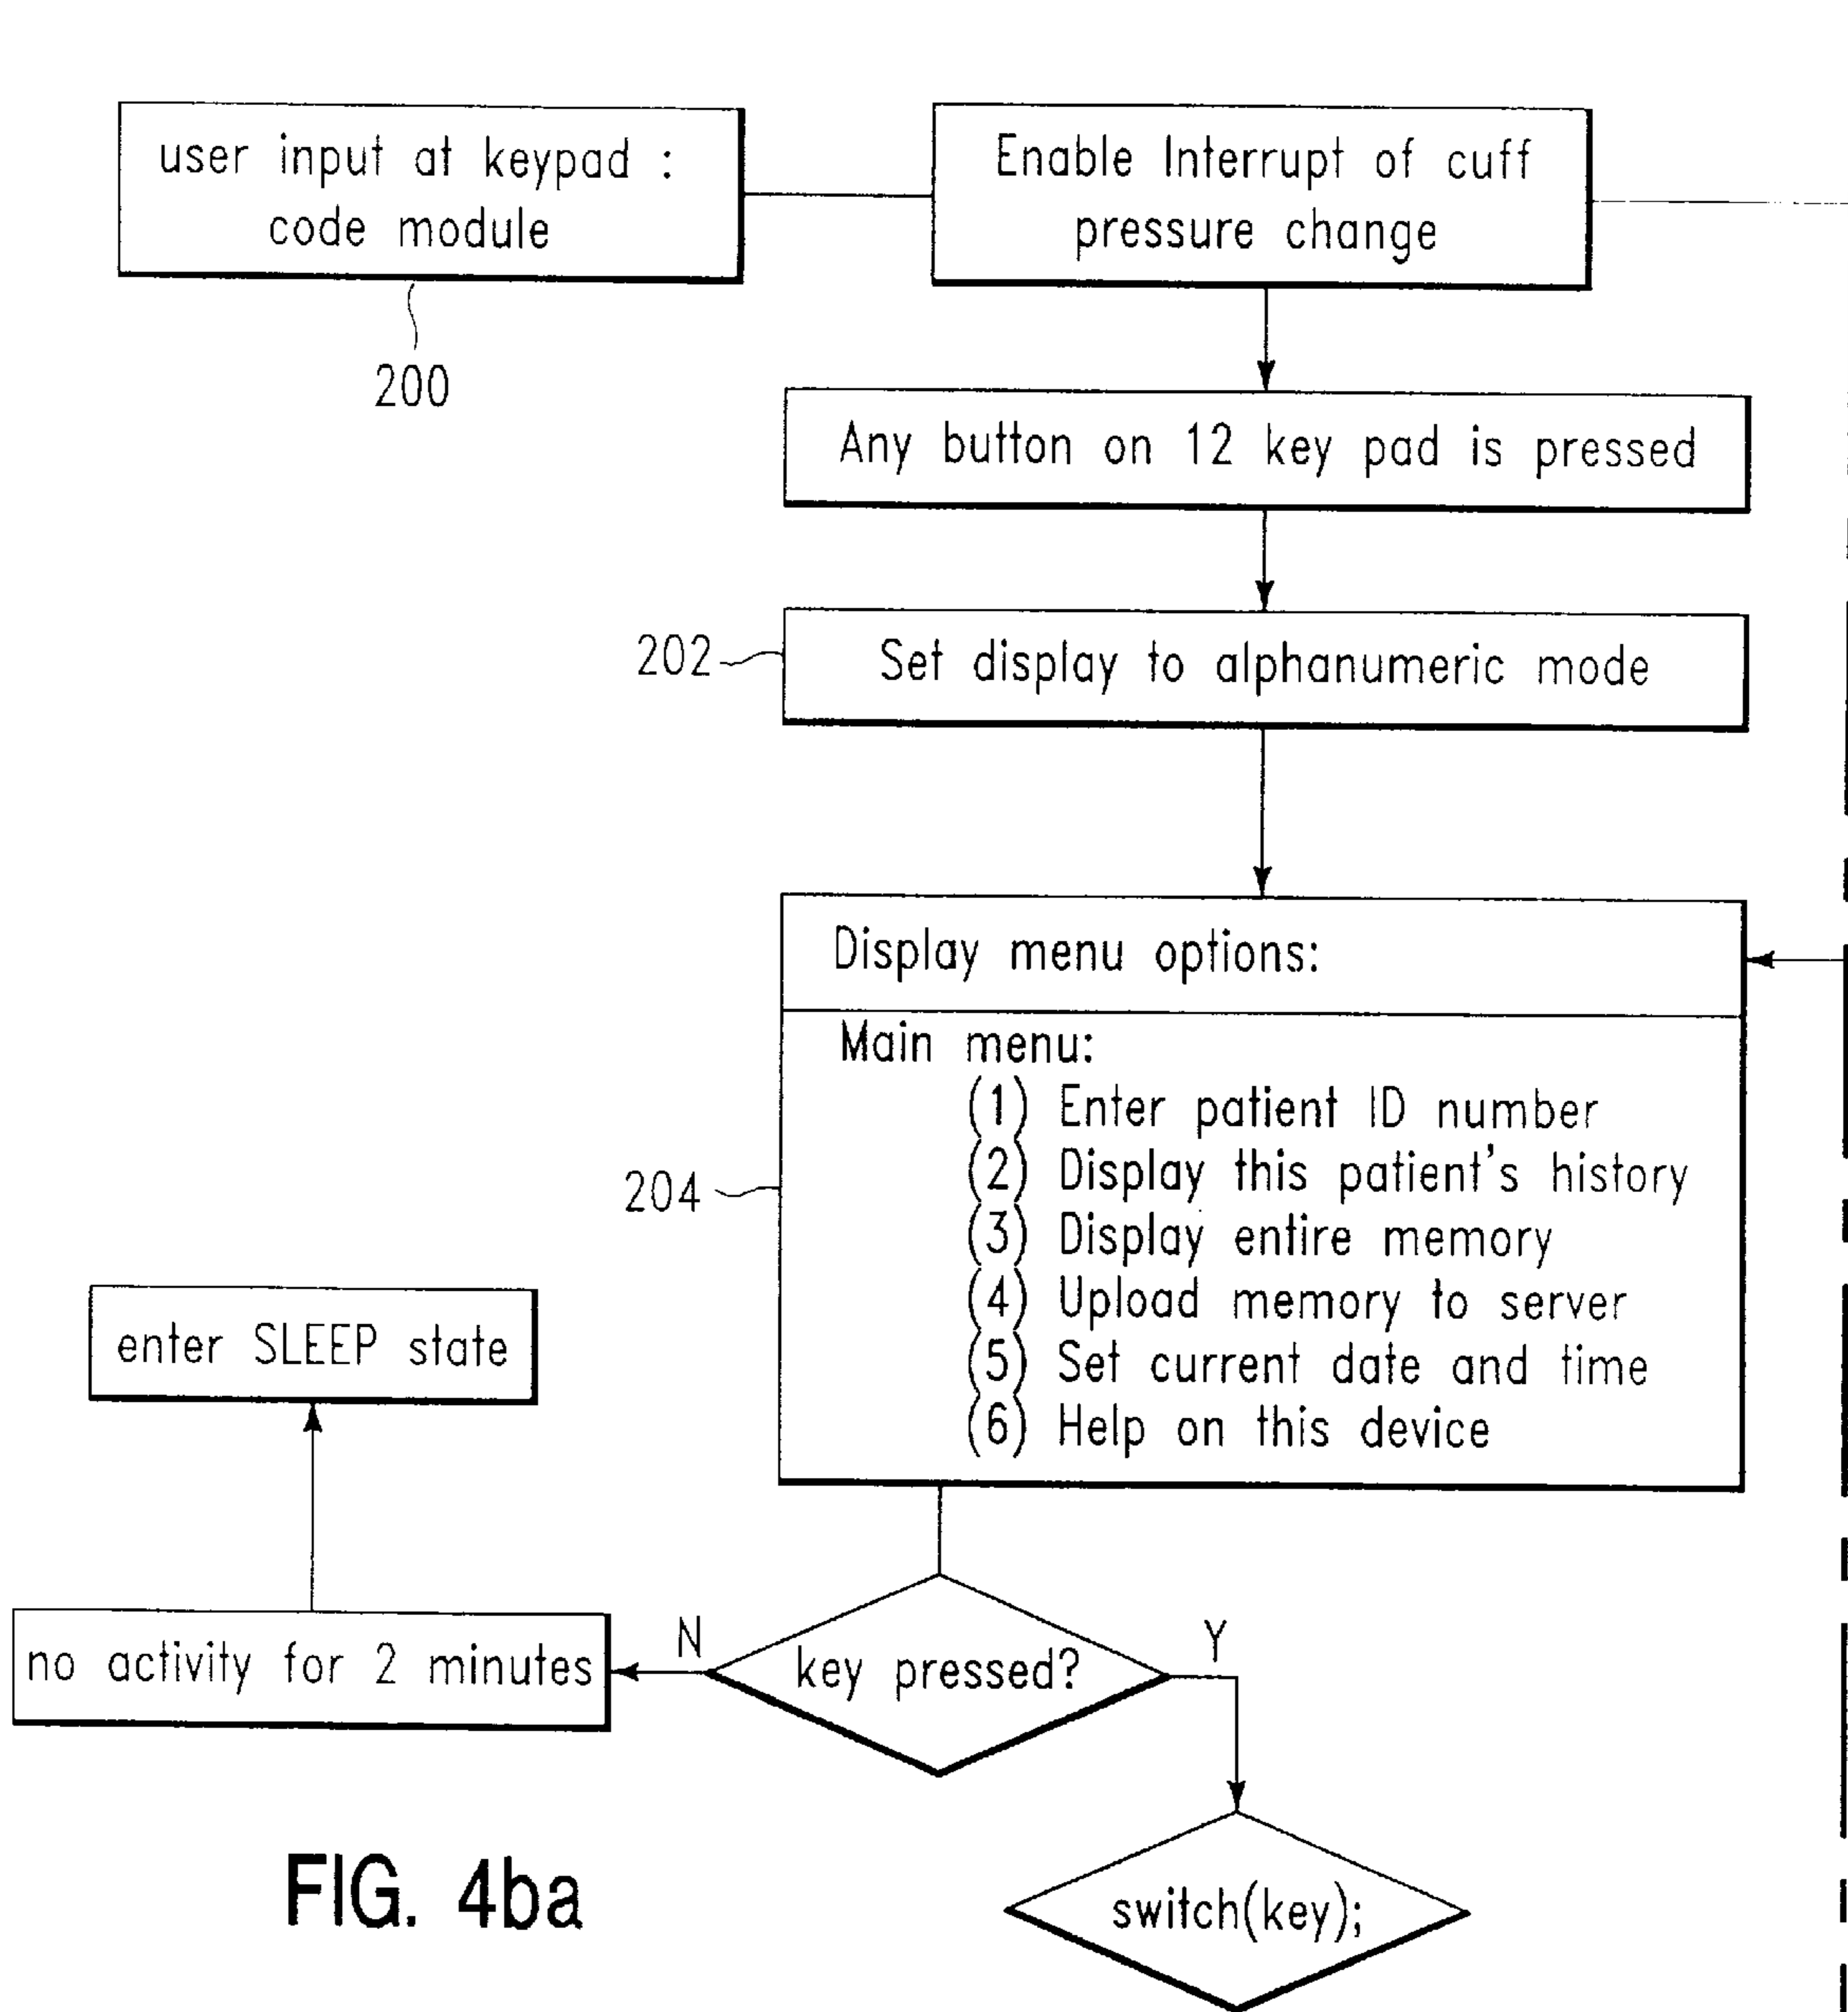 user input at keypad :
code module
200
Enable Interrupt of cuff
pressure change
Any button on 12 key pad is pressed
202
Set display to alphanumeric mode
Display menu options:
Main menu:
(1) Enter patient ID number
(2) Display this patient's history
204
(3) Display entire memory
(4) Upload memory to server
(5) Set current date and time
(6) Help on this device
enter SLEEP state
no activity for 2 minutes
N
key pressed?
Y
switch(key);
FIG. 4ba